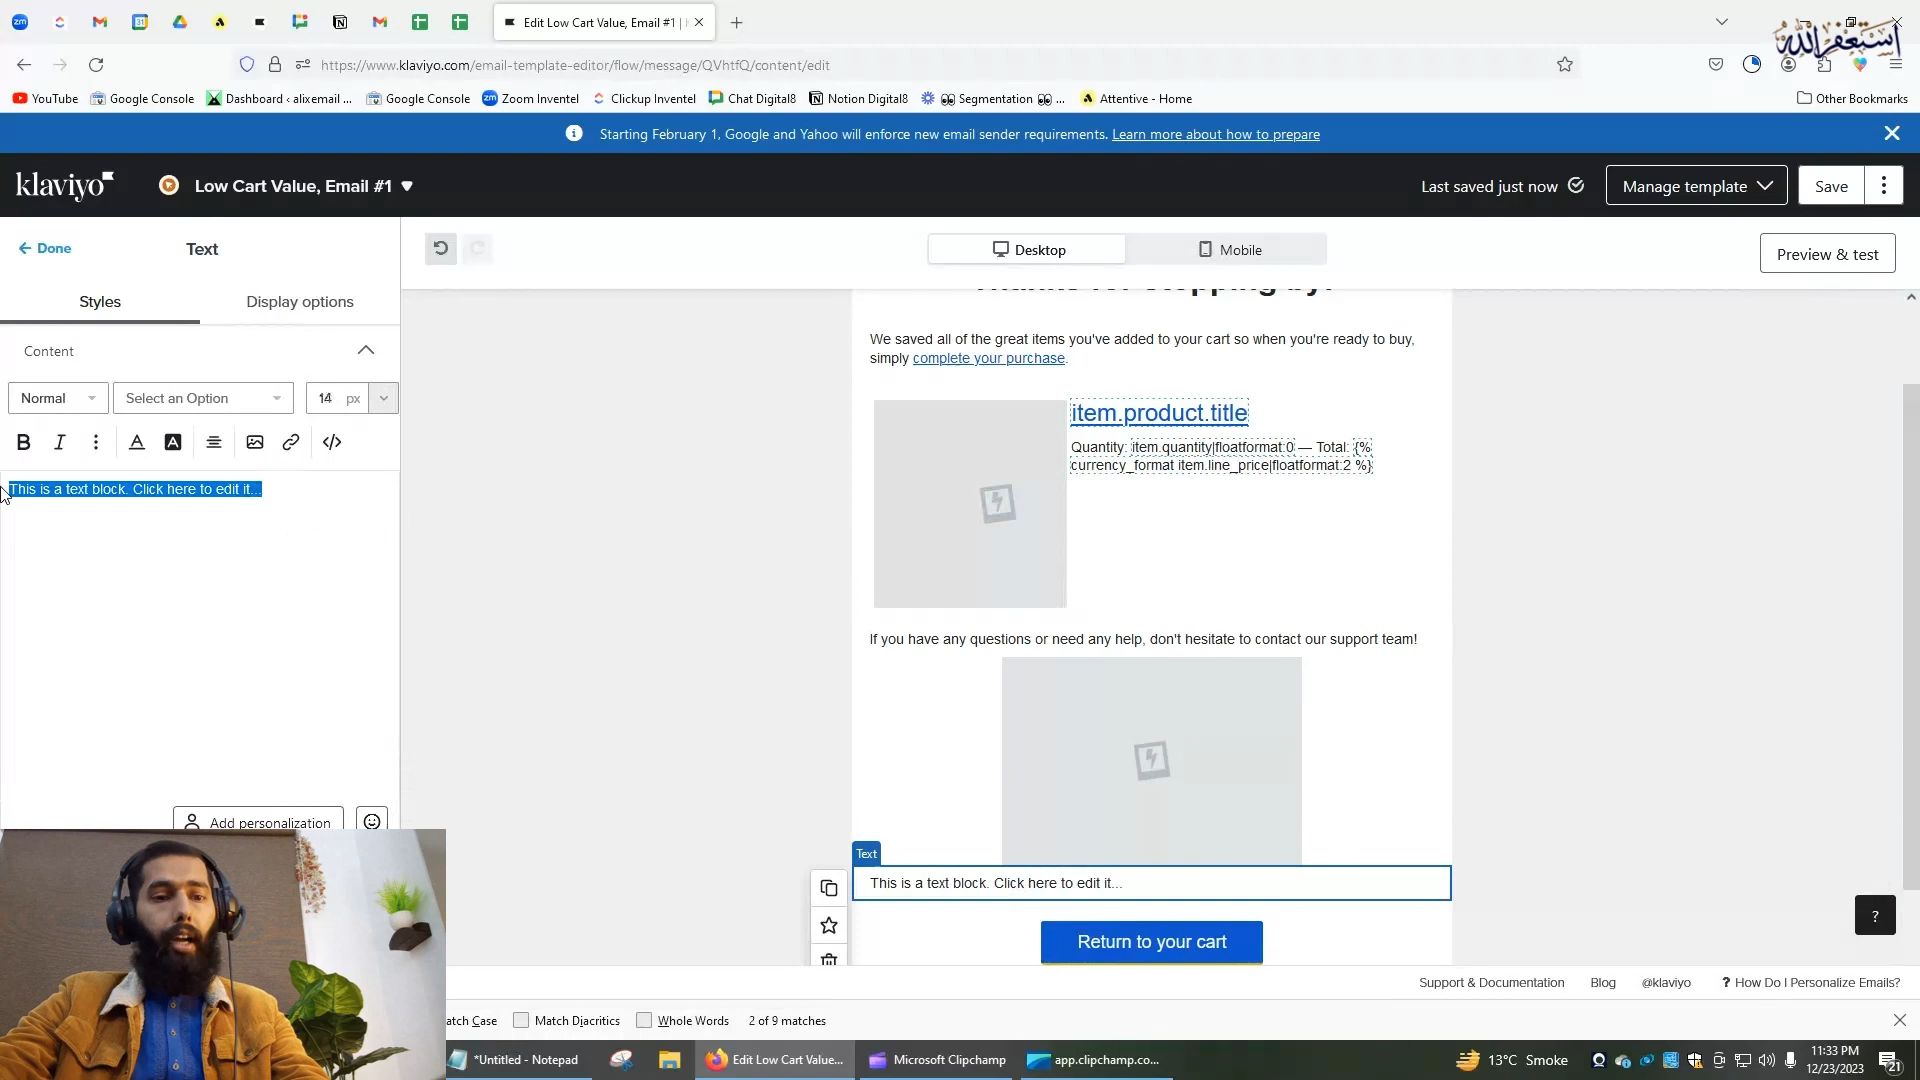 Edit Low Cart Value, Email #1 |
أستغفر الله
https://www.klaviyo.com/email-template-editor/flow/message/QVhtfQ/content/edit
YouTube
Google Console
Dashboard ‹ alixemail ...
Google Console
Zoom Inventel
Clickup Inventel
Chat Digital8
Notion Digital8
Segmentation
...
Attentive - Home
Other Bookmarks
Starting February 1, Google and Yahoo will enforce new email sender requirements. Learn more about how to prepare
klaviyo
Low Cart Value, Email #1
Last saved just now
Manage template
Save
Done
Text
Desktop
Mobile
Preview & test
Styles
Display options
Content
Normal
Select an Option
14 px
B I A A </>
This is a text block. Click here to edit it...
Add personalization
We saved all of the great items you've added to your cart so when you're ready to buy,
simply complete your purchase.
item.product.title
Quantity: item.quantity|floatformat:0 — Total: {%
currency_format item.line_price|floatformat:2 %}
If you have any questions or need any help, don't hesitate to contact our support team!
Text
This is a text block. Click here to edit it...
Return to your cart
?
Support & Documentation
Blog
@klaviyo
? How Do I Personalize Emails?
atch Case
Match Diacritics
Whole Words
2 of 9 matches
*Untitled - Notepad
Edit Low Cart Value...
Microsoft Clipchamp
app.clipchamp.co...
13°C Smoke
11:33 PM
12/23/2023
21